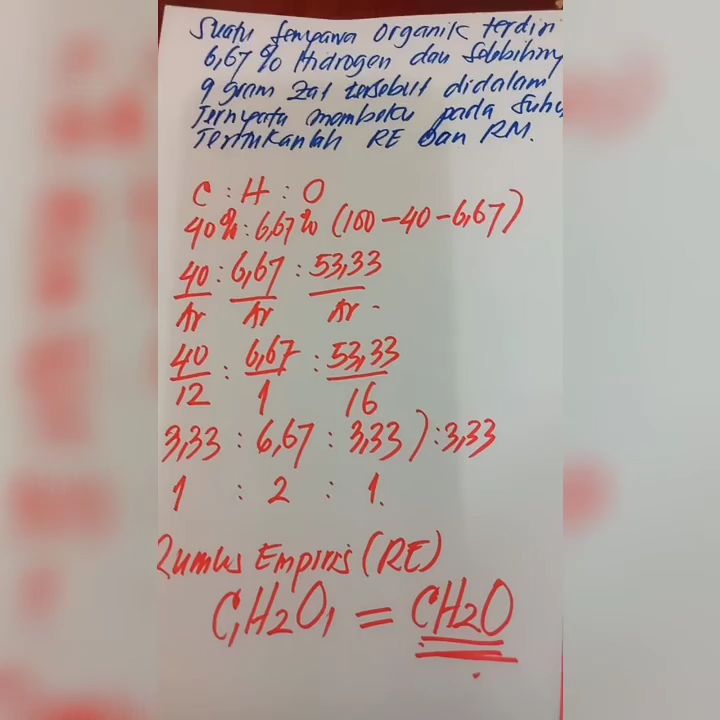 Suatu Senyawa Organik terdiri
6,67% Hidrogen dan Selebihny
9 gram Zat tersebut didalam
Ternyata membeku pada Suhu
Tentukanlah RE Dan RM.
C : H : O
40% : 6,67% (100-40-6,67)
40 : 6,67 : 53,33
Ar Ar Ar
40 : 6,67 : 53,33
12 1 16
3,33 : 6,67 : 3,33) : 3,33
1 : 2 : 1
Rumus Empiris (RE)
C1H2O1 = CH2O